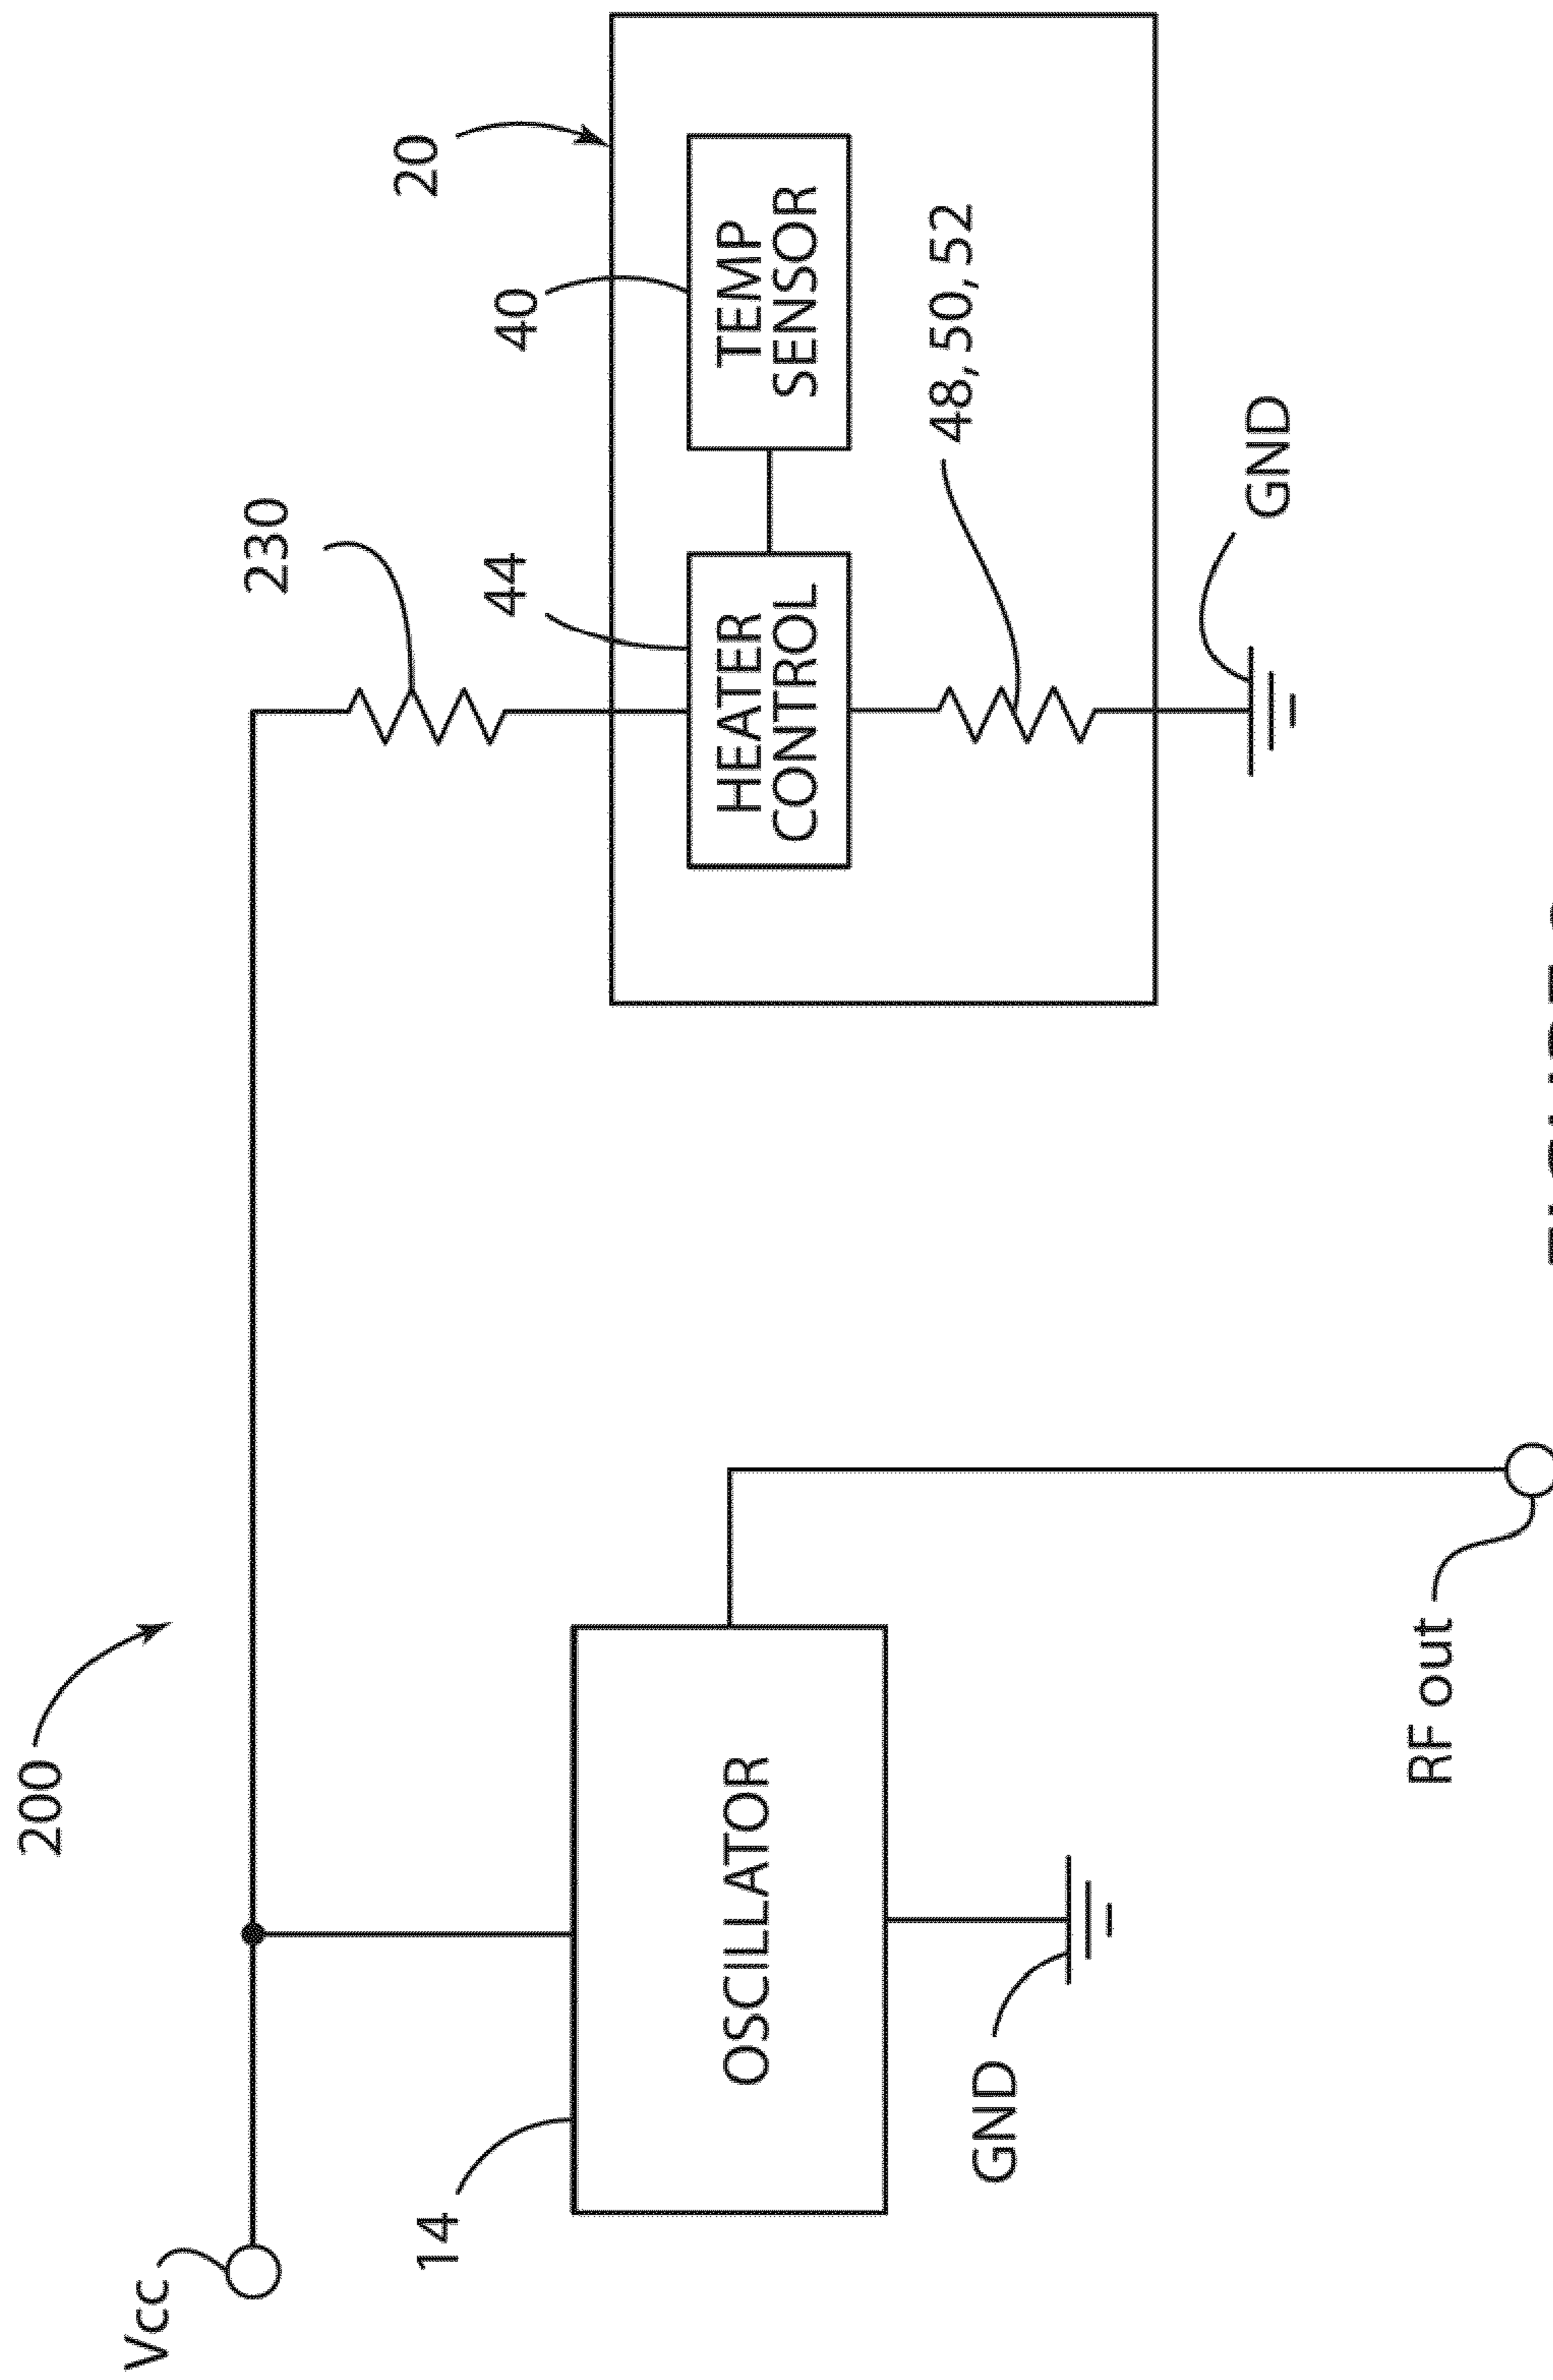 200
Vcc
230
20
44
40
14
HEATER
CONTROL
TEMP
SENSOR
OSCILLATOR
48, 50, 52
GND
GND
RF out